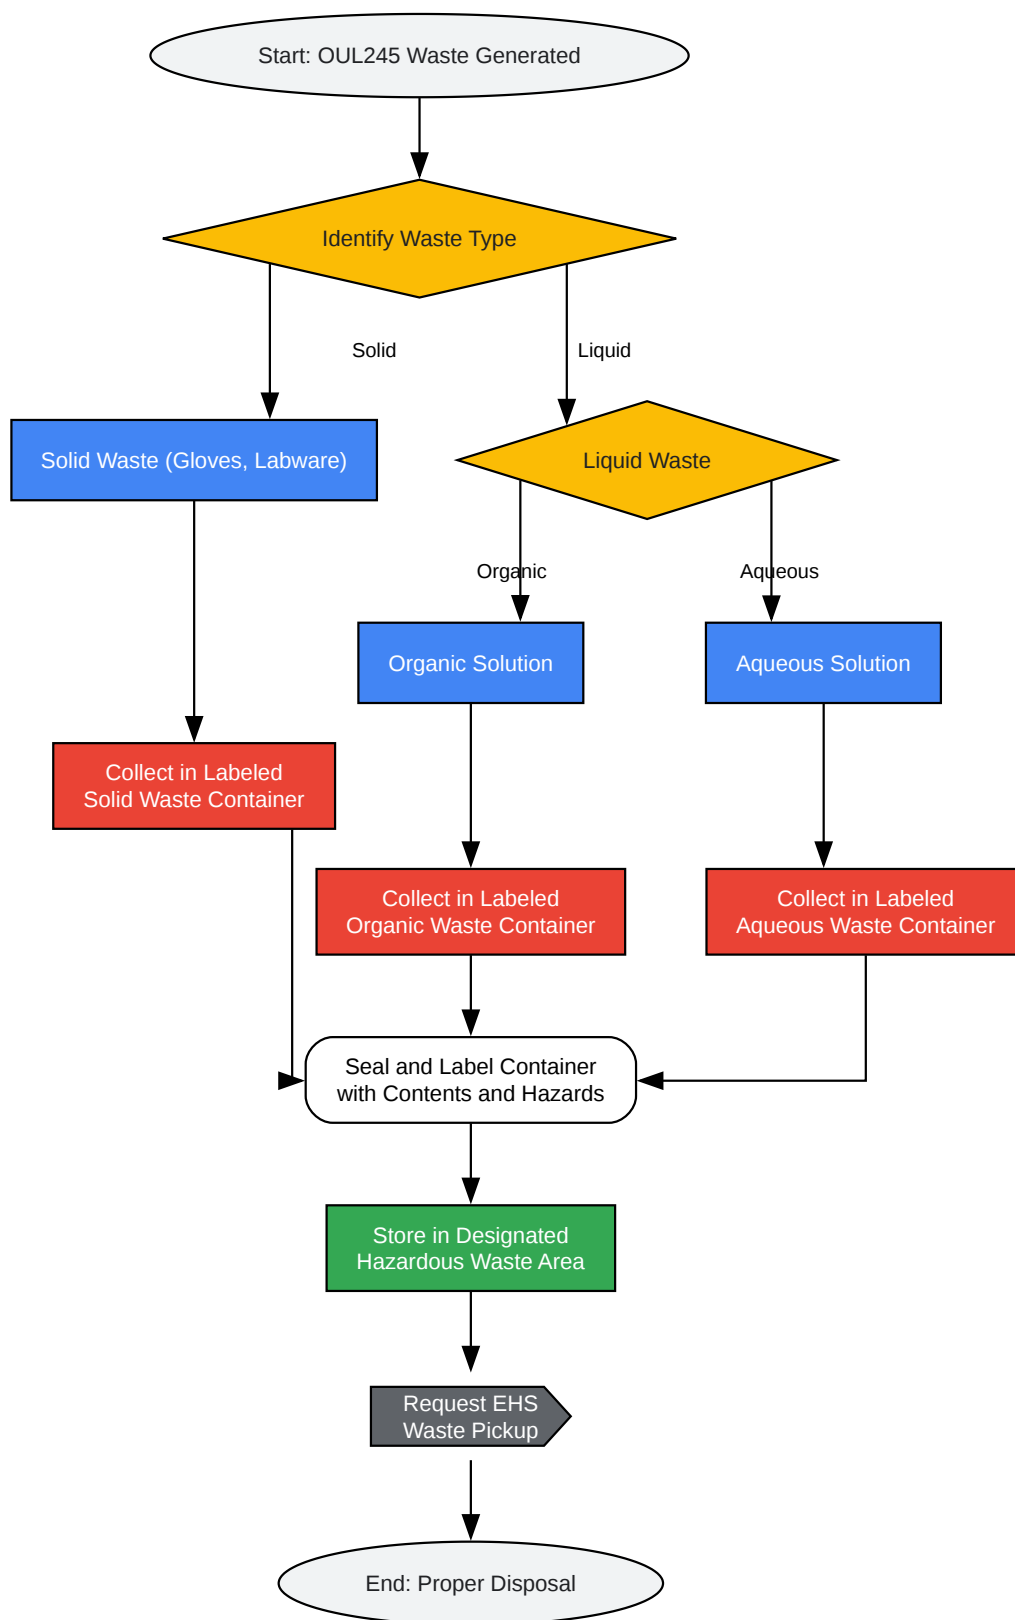 Start: OUL245 Waste Generated
Identify Waste Type
Solid
Liquid
Solid Waste (Gloves, Labware)
Liquid Waste
Organic
Aqueous
Organic Solution
Aqueous Solution
Collect in Labeled
Solid Waste Container
Collect in Labeled
Organic Waste Container
Collect in Labeled
Aqueous Waste Container
Seal and Label Container
with Contents and Hazards
Store in Designated
Hazardous Waste Area
Request EHS
Waste Pickup
End: Proper Disposal